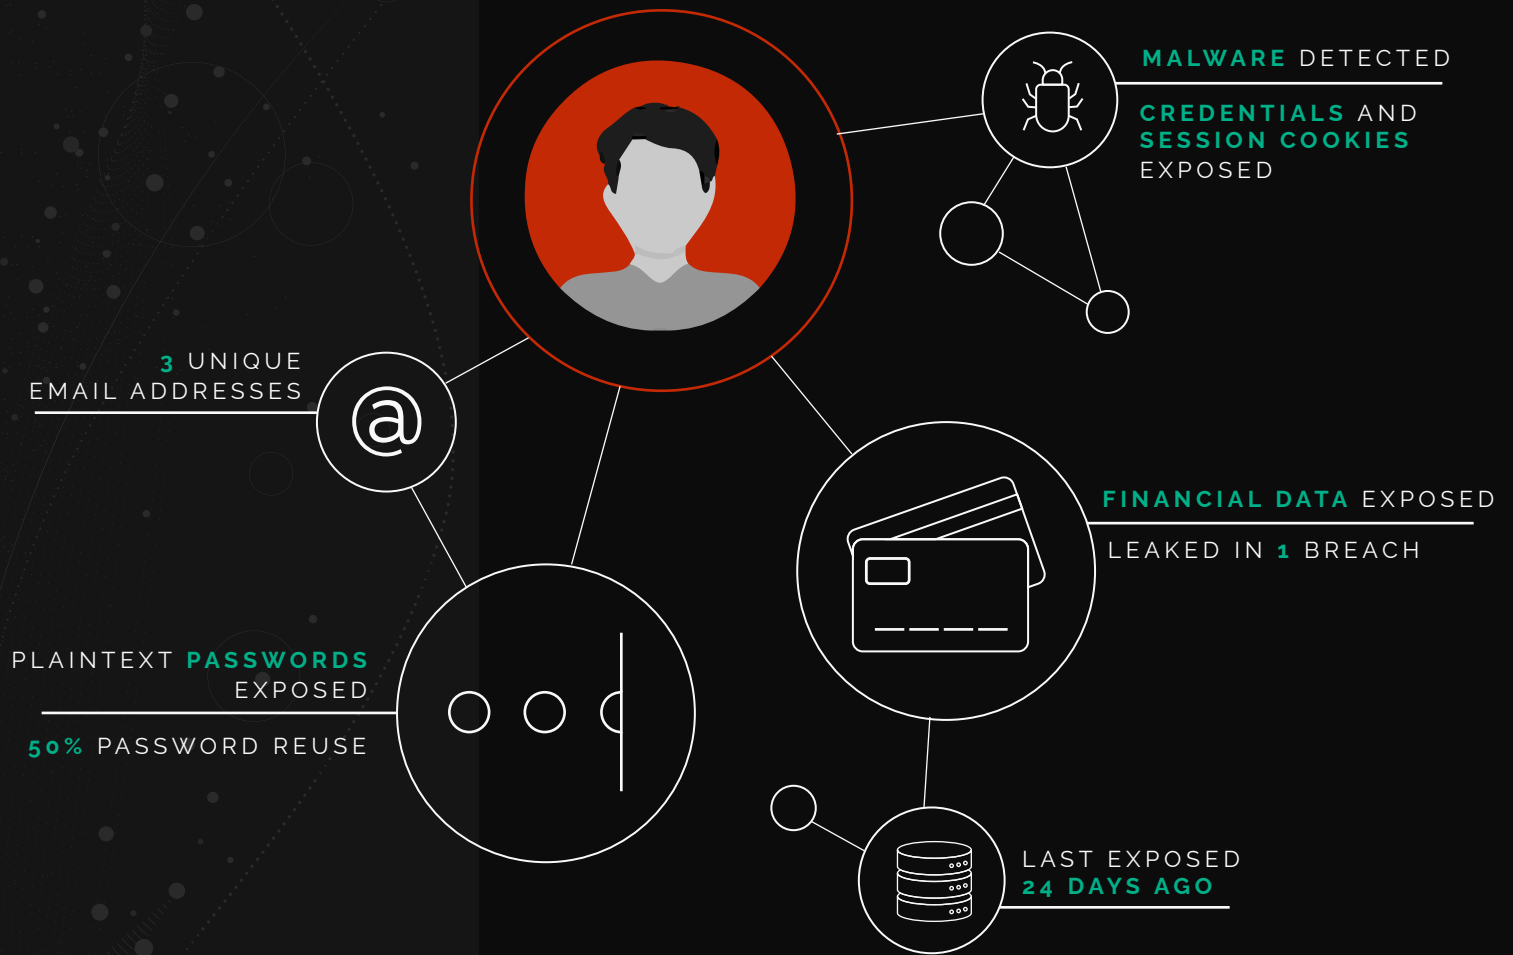 MALWARE DETECTED
CREDENTIALS AND
SESSION COOKIES
EXPOSED
3 UNIQUE
EMAIL ADDRESSES
@
FINANCIAL DATA EXPOSED
LEAKED IN 1 BREACH
PLAINTEXT PASSWORDS
EXPOSED
50% PASSWORD REUSE
LAST EXPOSED
24 DAYS AGO